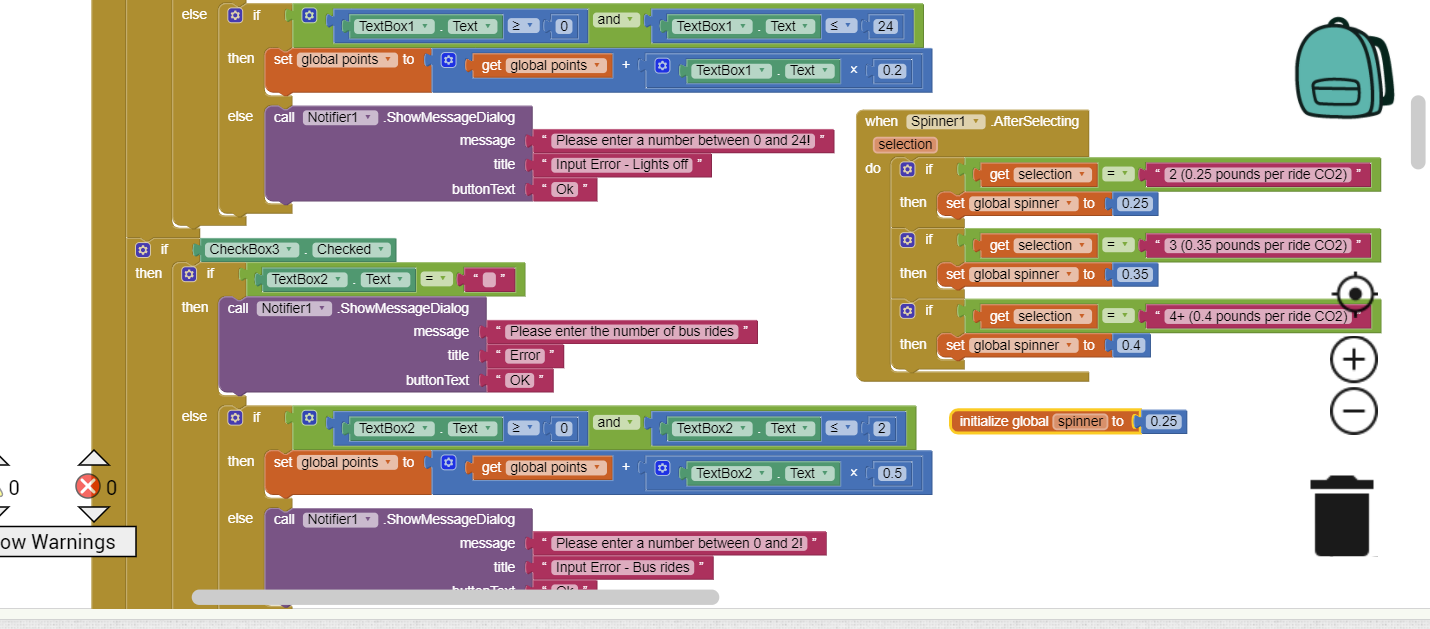 else if TextBox1 . Text ≥ 0 and TextBox1 . Text ≤ 24
then set global points to get global points + TextBox1 . Text × 0.2
else call Notifier1 .ShowMessageDialog
message “ Please enter a number between 0 and 24! ”
title “ Input Error - Lights off ”
buttonText “ Ok ”
if CheckBox3 . Checked
then if TextBox2 . Text = “ ”
then call Notifier1 .ShowMessageDialog
message “ Please enter the number of bus rides ”
title “ Error ”
buttonText “ OK ”
else if TextBox2 . Text ≥ 0 and TextBox2 . Text ≤ 2
then set global points to get global points + TextBox2 . Text × 0.5
else call Notifier1 .ShowMessageDialog
message “ Please enter a number between 0 and 2! ”
title “ Input Error - Bus rides ”
buttonText “ Ok ”
when Spinner1 .AfterSelecting
selection
do if get selection = “ 2 (0.25 pounds per ride CO2) ”
then set global spinner to 0.25
if get selection = “ 3 (0.35 pounds per ride CO2) ”
then set global spinner to 0.35
if get selection = “ 4+ (0.4 pounds per ride CO2) ”
then set global spinner to 0.4
initialize global spinner to 0.25
0 0
ow Warnings